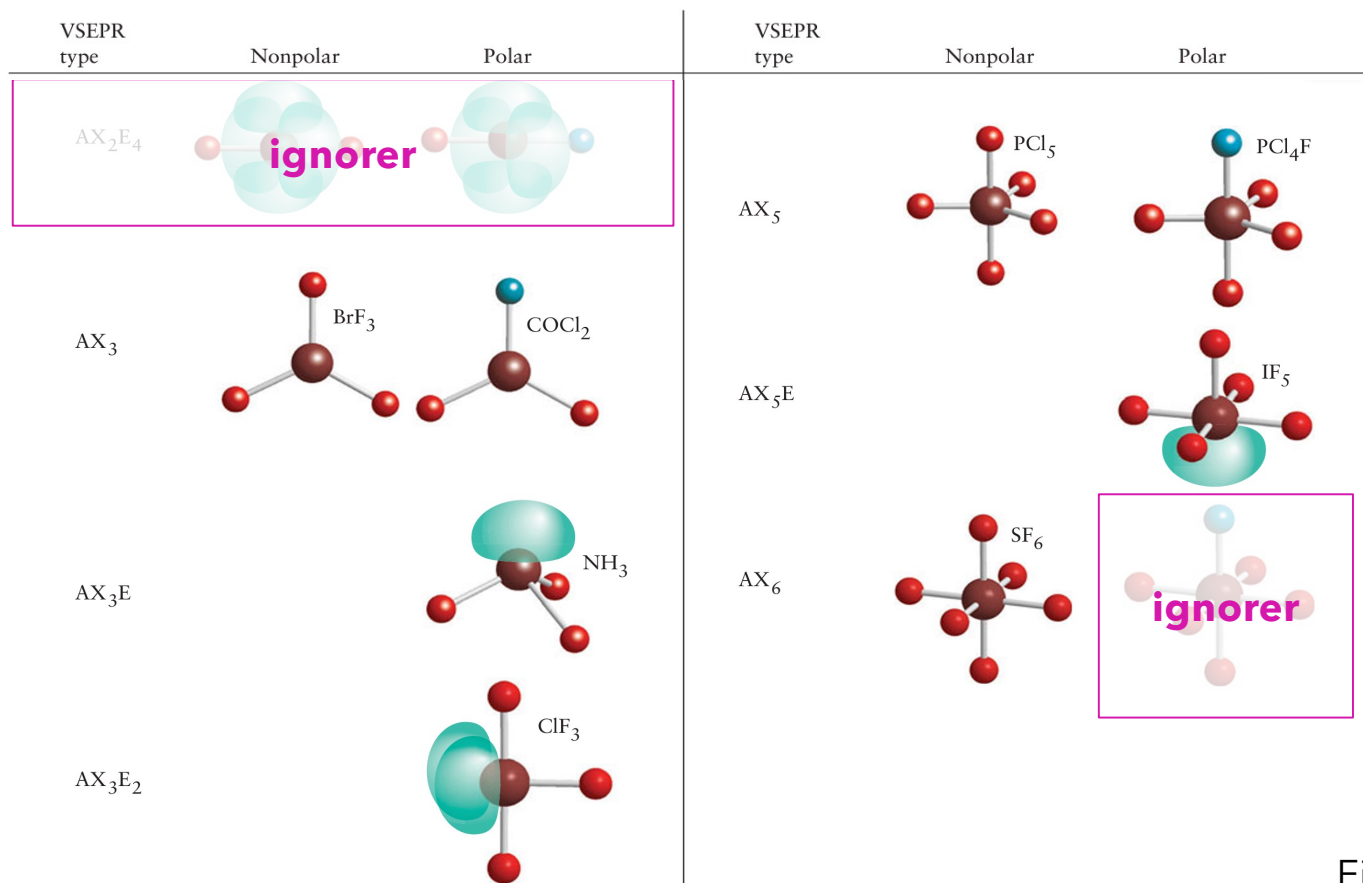 VSEPR
type
Nonpolar
Polar
AX₂E₄
ignorer
AX₃
BrF₃
COCl₂
AX₃E
NH₃
AX₃E₂
ClF₃
VSEPR
type
Nonpolar
Polar
AX₅
PCl₅
PCl₄F
AX₅E
IF₅
AX₆
SF₆
ignorer